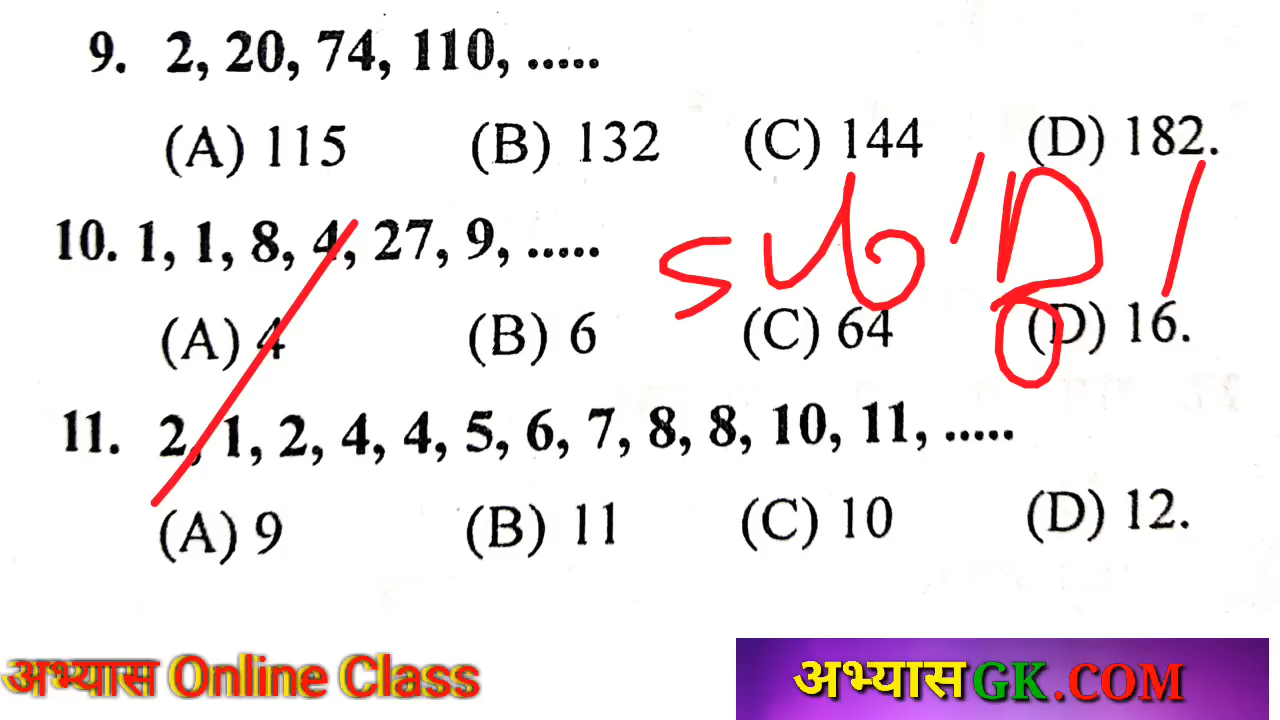 9. 2, 20, 74, 110, .....
(A) 115 (B) 132 (C) 144 (D) 182.
10. 1, 1, 8, 4, 27, 9, .....
(A) 4 (B) 6 (C) 64 (D) 16.
11. 2, 1, 2, 4, 4, 5, 6, 7, 8, 8, 10, 11, .....
(A) 9 (B) 11 (C) 10 (D) 12.
अभ्यास Online Class
अभ्यास GK.COM